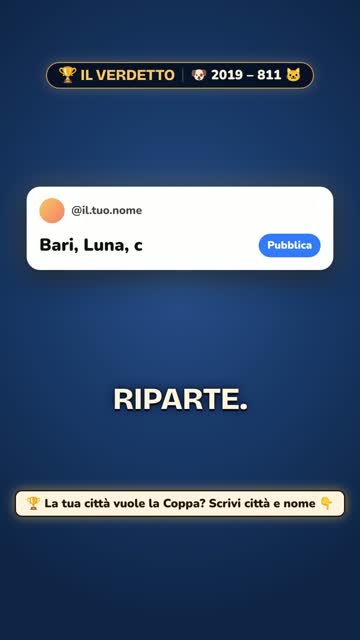 🏆 IL VERDETTO | 🐶 2019 – 811 🐱
@il.tuo.nome
Bari, Luna, c
Pubblica
RIPARTE.
🏆 La tua città vuole la Coppa? Scrivi città e nome 👇